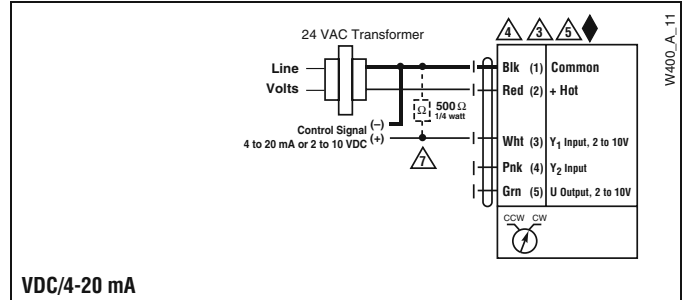 W400_A_11
4 3 5
24 VAC Transformer
Line
Volts
Blk (1) Common
Red (2) + Hot
Ω 500 Ω
1/4 watt
Control Signal (–)
4 to 20 mA or 2 to 10 VDC (+)
7
Wht (3) Y₁ Input, 2 to 10V
Pnk (4) Y₂ Input
Grn (5) U Output, 2 to 10V
CCW CW
VDC/4-20 mA